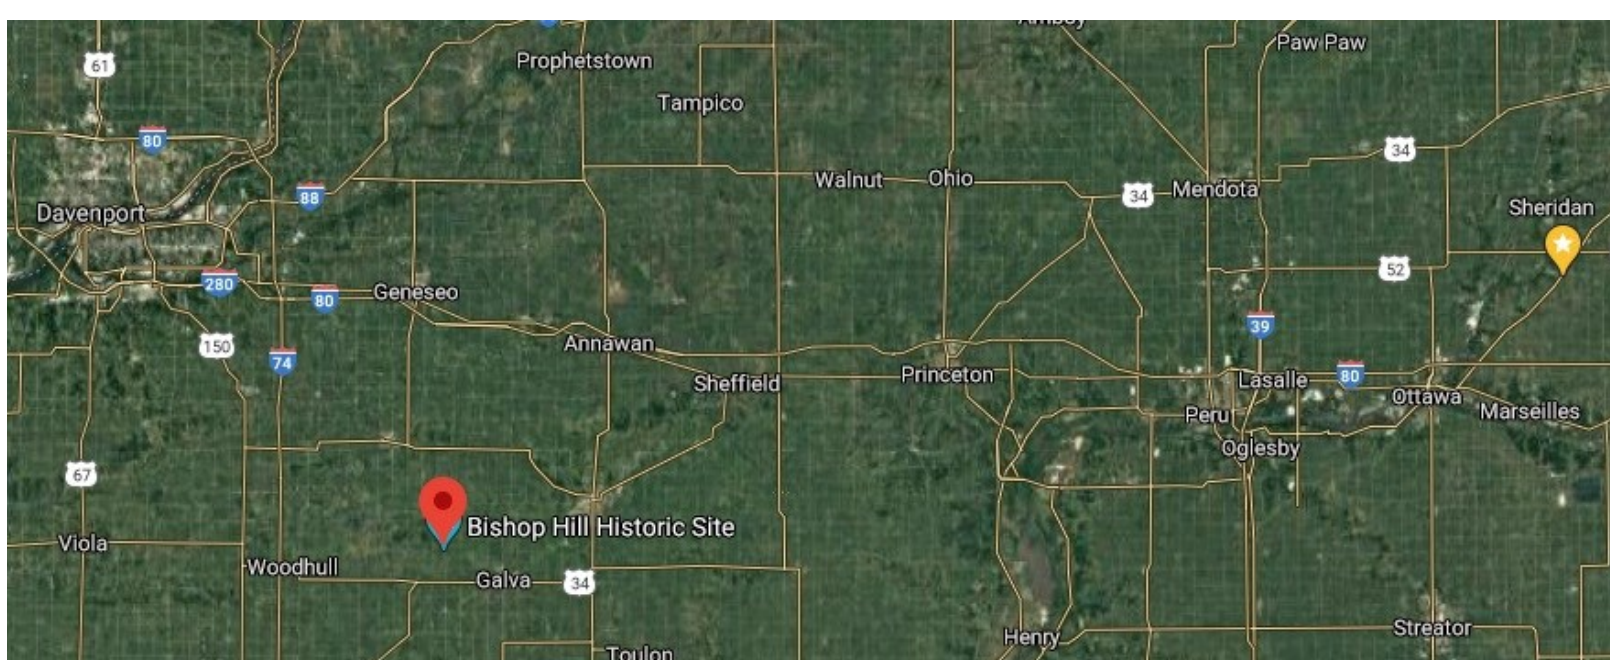 Amboy
Paw Paw
61
Prophetstown
Tampico
80
34
88
Walnut
Ohio
34
Mendota
Sheridan
Davenport
280
80
Geneseo
52
39
150
74
Annawan
Sheffield
Princeton
Lasalle
80
Ottawa
Peru
Marseilles
Oglesby
67
Bishop Hill Historic Site
Viola
Woodhull
Galva
34
Henry
Streator
Toulon